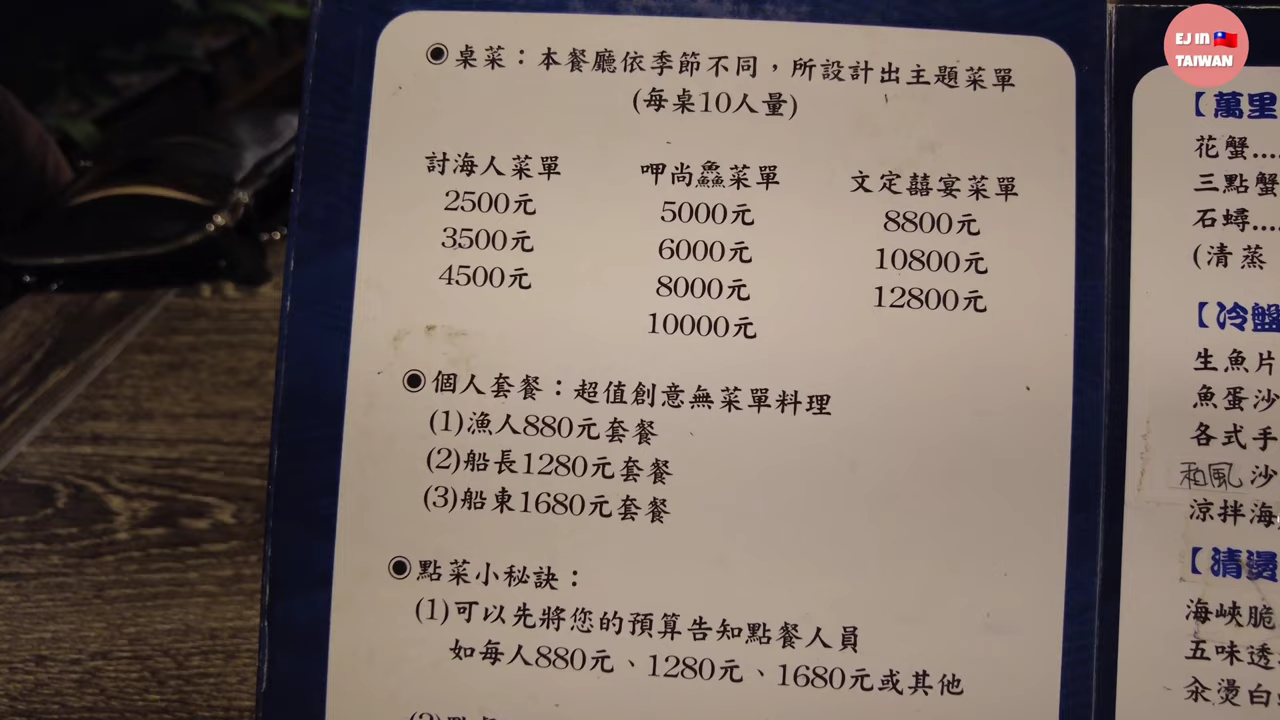 EJ in
TAIWAN
◉桌菜：本餐廳依季節不同，所設計出主題菜單
(每桌10人量)
討海人菜單
2500元
3500元
4500元
呷尚鱻菜單
5000元
6000元
8000元
10000元
文定囍宴菜單
8800元
10800元
12800元
◉個人套餐：超值創意無菜單料理
(1)漁人880元套餐
(2)船長1280元套餐
(3)船東1680元套餐
◉點菜小秘訣：
(1)可以先將您的預算告知點餐人員
如每人880元、1280元、1680元或其他
【萬里
花蟹....
三點蟹
石蟳....
(清蒸
【冷盤
生魚片
魚蛋沙
各式手
和風沙
涼拌海
【清燙
海峽脆
五味透
汆燙白